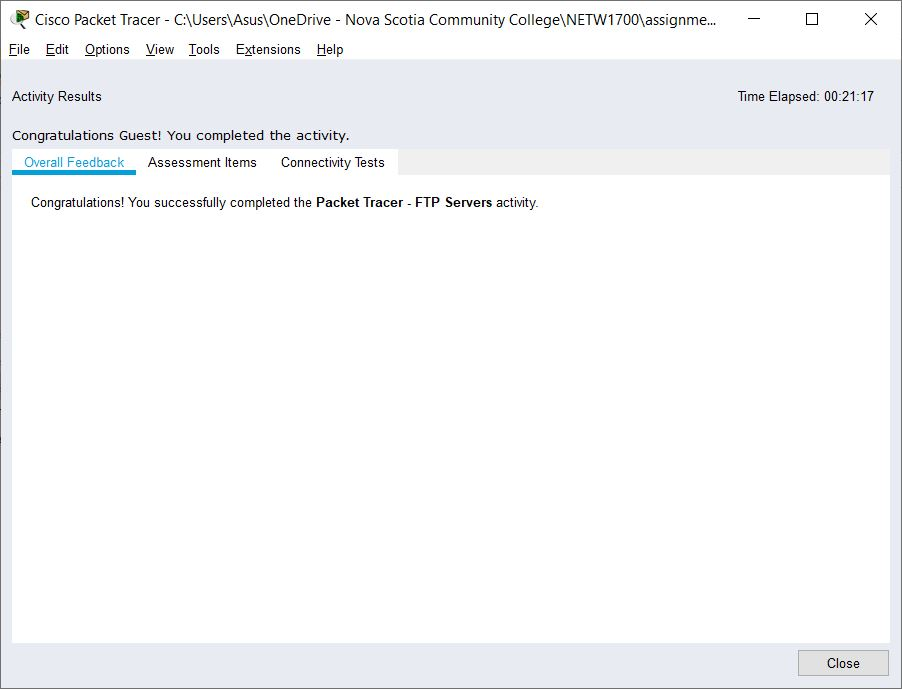 Cisco Packet Tracer - C:\Users\Asus\OneDrive - Nova Scotia Community College\NETW1700\assignme...
File Edit Options View Tools Extensions Help
Activity Results Time Elapsed: 00:21:17
Congratulations Guest! You completed the activity.
Overall Feedback Assessment Items Connectivity Tests
Congratulations! You successfully completed the Packet Tracer - FTP Servers activity.
Close